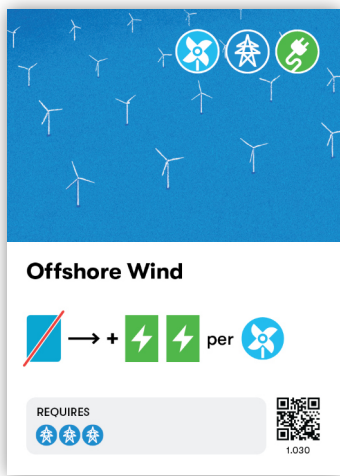 Offshore Wind
+ per
REQUIRES
1.030